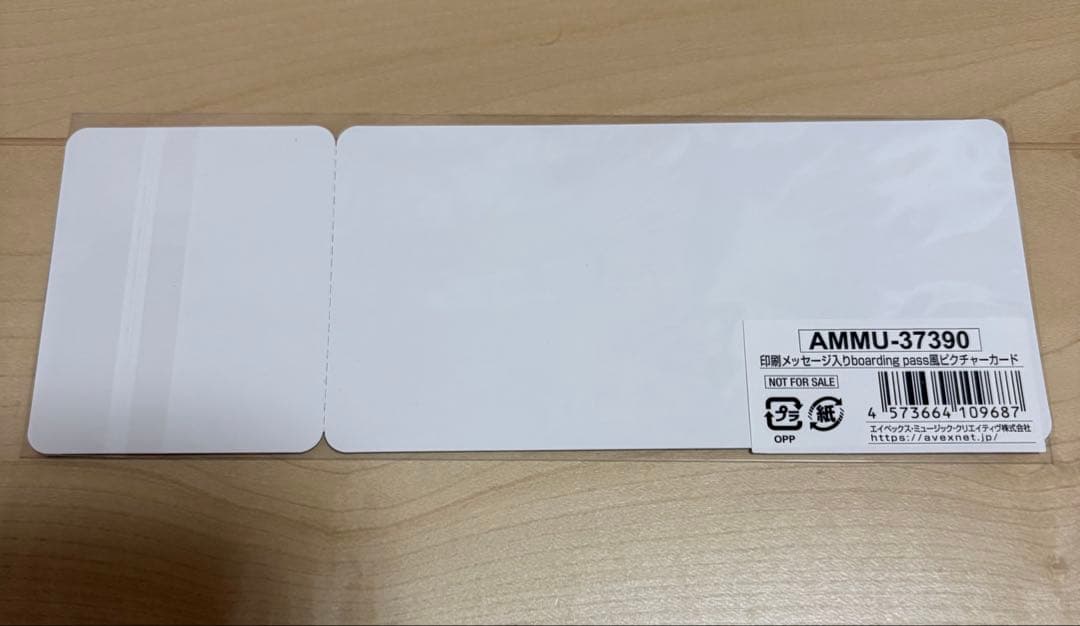 AMMU-37390
印刷メッセージ入りboarding pass風ピクチャーカード
NOT FOR SALE
プラ
紙
OPP
4 573664 109687
エイベックス・ミュージック・クリエイティヴ株式会社
https://avexnet.jp/